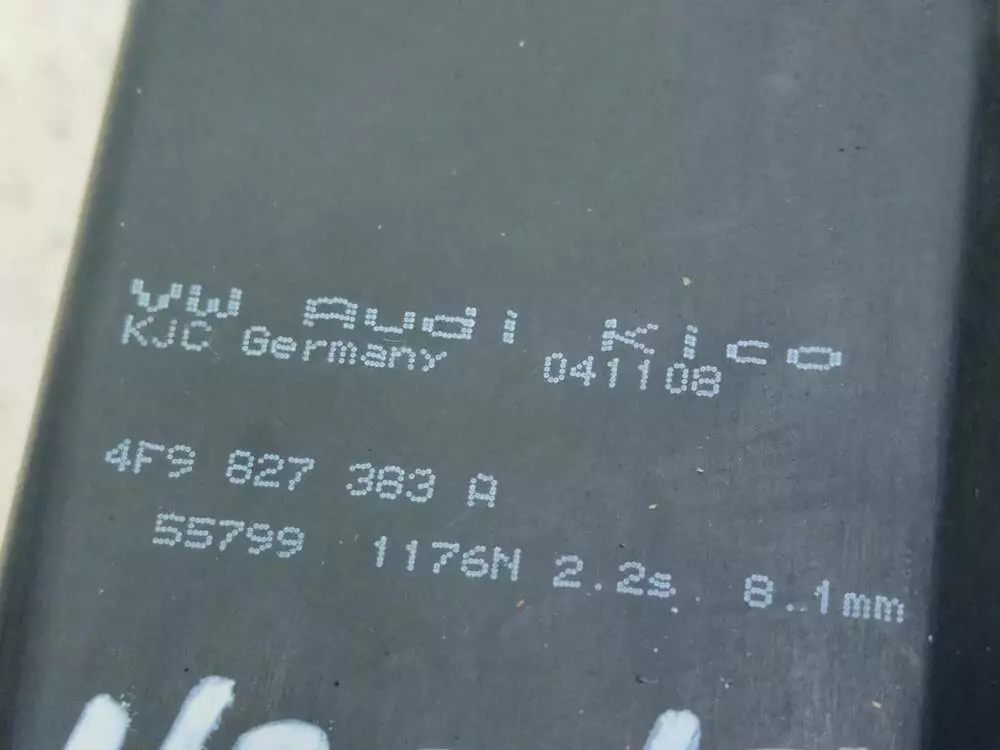 VW Audi Kico
KJC Germany 041108
4F9 827 383 A
55799 1176N 2.2s 8.1mm